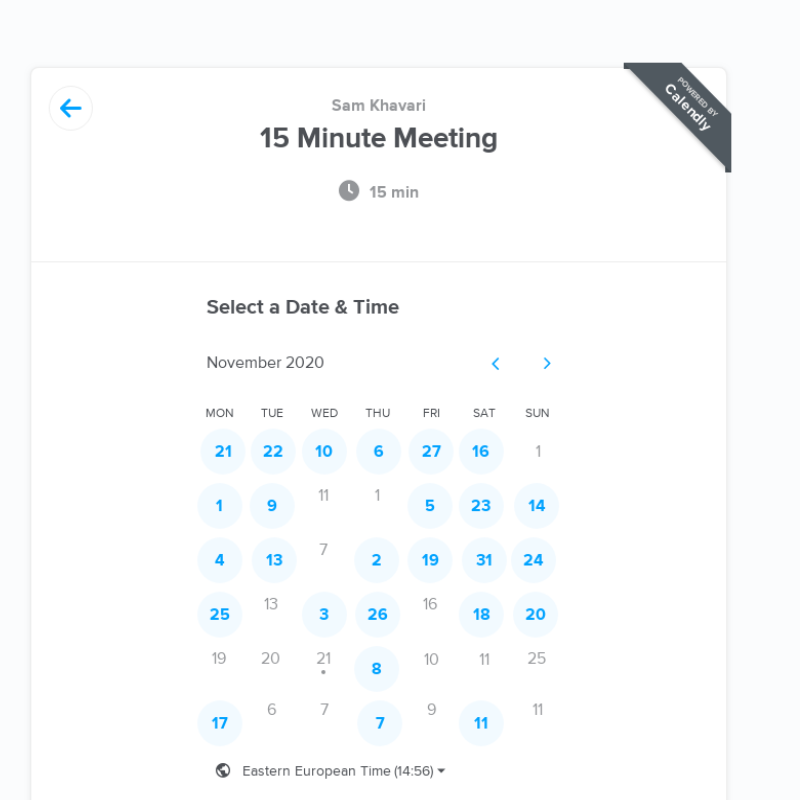 POWERED BY
Calendly
Sam Khavari
15 Minute Meeting
15 min
Select a Date & Time
November 2020
MON TUE WED THU FRI SAT SUN
21 22 10 6 27 16 1
1 9 11 1 5 23 14
4 13 7 2 19 31 24
25 13 3 26 16 18 20
19 20 21 8 10 11 25
17 6 7 7 9 11 11
Eastern European Time (14:56)